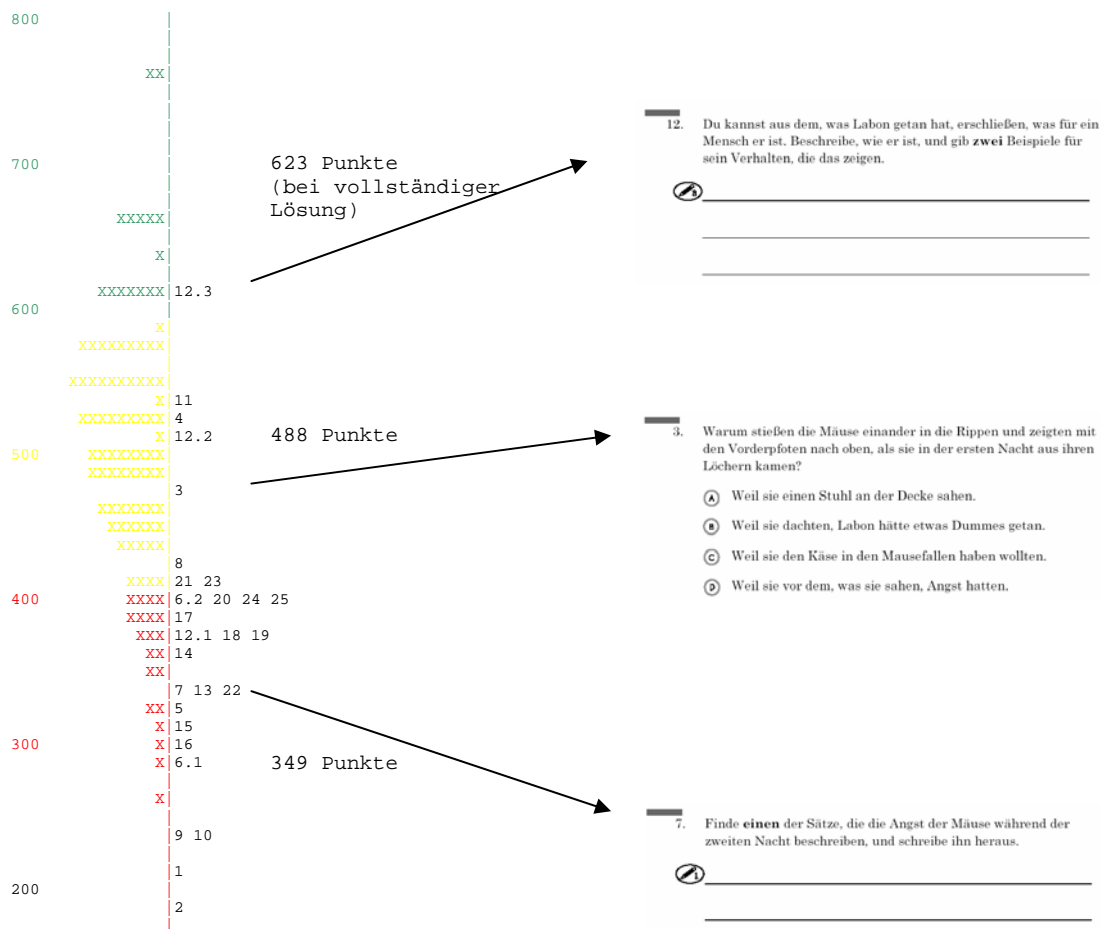 800
XX|
12. Du kannst aus dem, was Labon getan hat, erschließen, was für ein
Mensch er ist. Beschreibe, wie er ist, und gib zwei Beispiele für
sein Verhalten, die das zeigen.
3
700
623 Punkte
(bei vollständiger
Lösung)
XXXXX|
X|
XXXXXXX|12.3
600
X|
XXXXXXXXX|
XXXXXXXXXX|
X|11
XXXXXXXXX|4
X|12.2
488 Punkte
3. Warum stießen die Mäuse einander in die Rippen und zeigten mit
den Vorderpfoten nach oben, als sie in der ersten Nacht aus ihren
Löchern kamen?
A Weil sie einen Stuhl an der Decke sahen.
B Weil sie dachten, Labon hätte etwas Dummes getan.
C Weil sie den Käse in den Mausefallen haben wollten.
D Weil sie vor dem, was sie sahen, Angst hatten.
500 XXXXXXXX|
XXXXXXXX|
|3
XXXXXXX|
XXXXXX|
XXXXX|
|8
XXXX|21 23
400 XXXX|6.2 20 24 25
XXXX|17
XXX|12.1 18 19
XX|14
XX|
|7 13 22
XX|5
X|15
300 X|16
X|6.1
349 Punkte
X|
7. Finde einen der Sätze, die die Angst der Mäuse während der
zweiten Nacht beschreiben, und schreibe ihn heraus.
1
|9 10
|1
200
|2